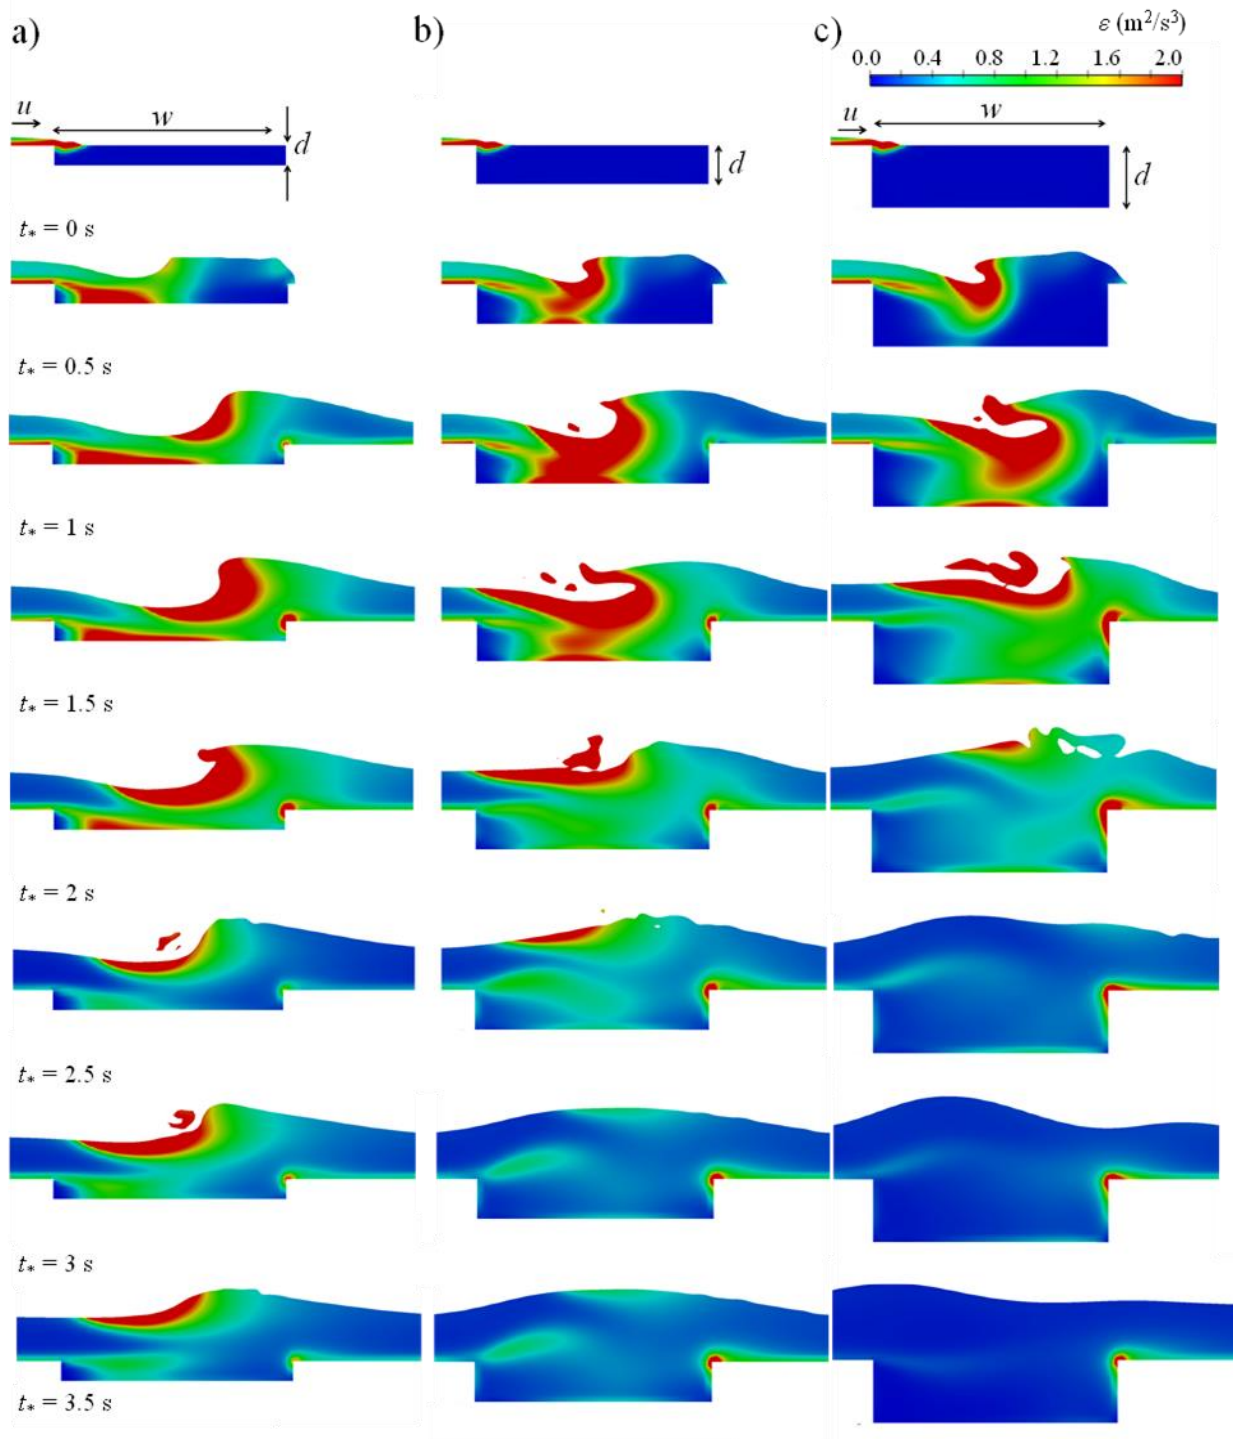 a)
b)
c)
ε (m²/s³)
0.0 0.4 0.8 1.2 1.6 2.0
u
w
d
d
u
w
d
t* = 0 s
t* = 0.5 s
t* = 1 s
t* = 1.5 s
t* = 2 s
t* = 2.5 s
t* = 3 s
t* = 3.5 s